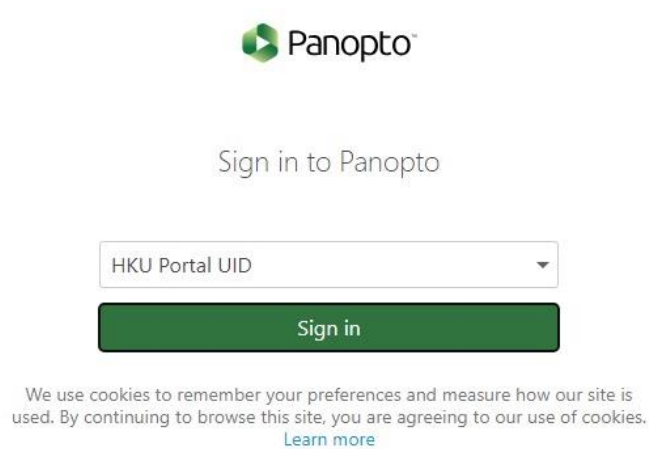 Panopto™
Sign in to Panopto
HKU Portal UID
Sign in
We use cookies to remember your preferences and measure how our site is
used. By continuing to browse this site, you are agreeing to our use of cookies.
Learn more